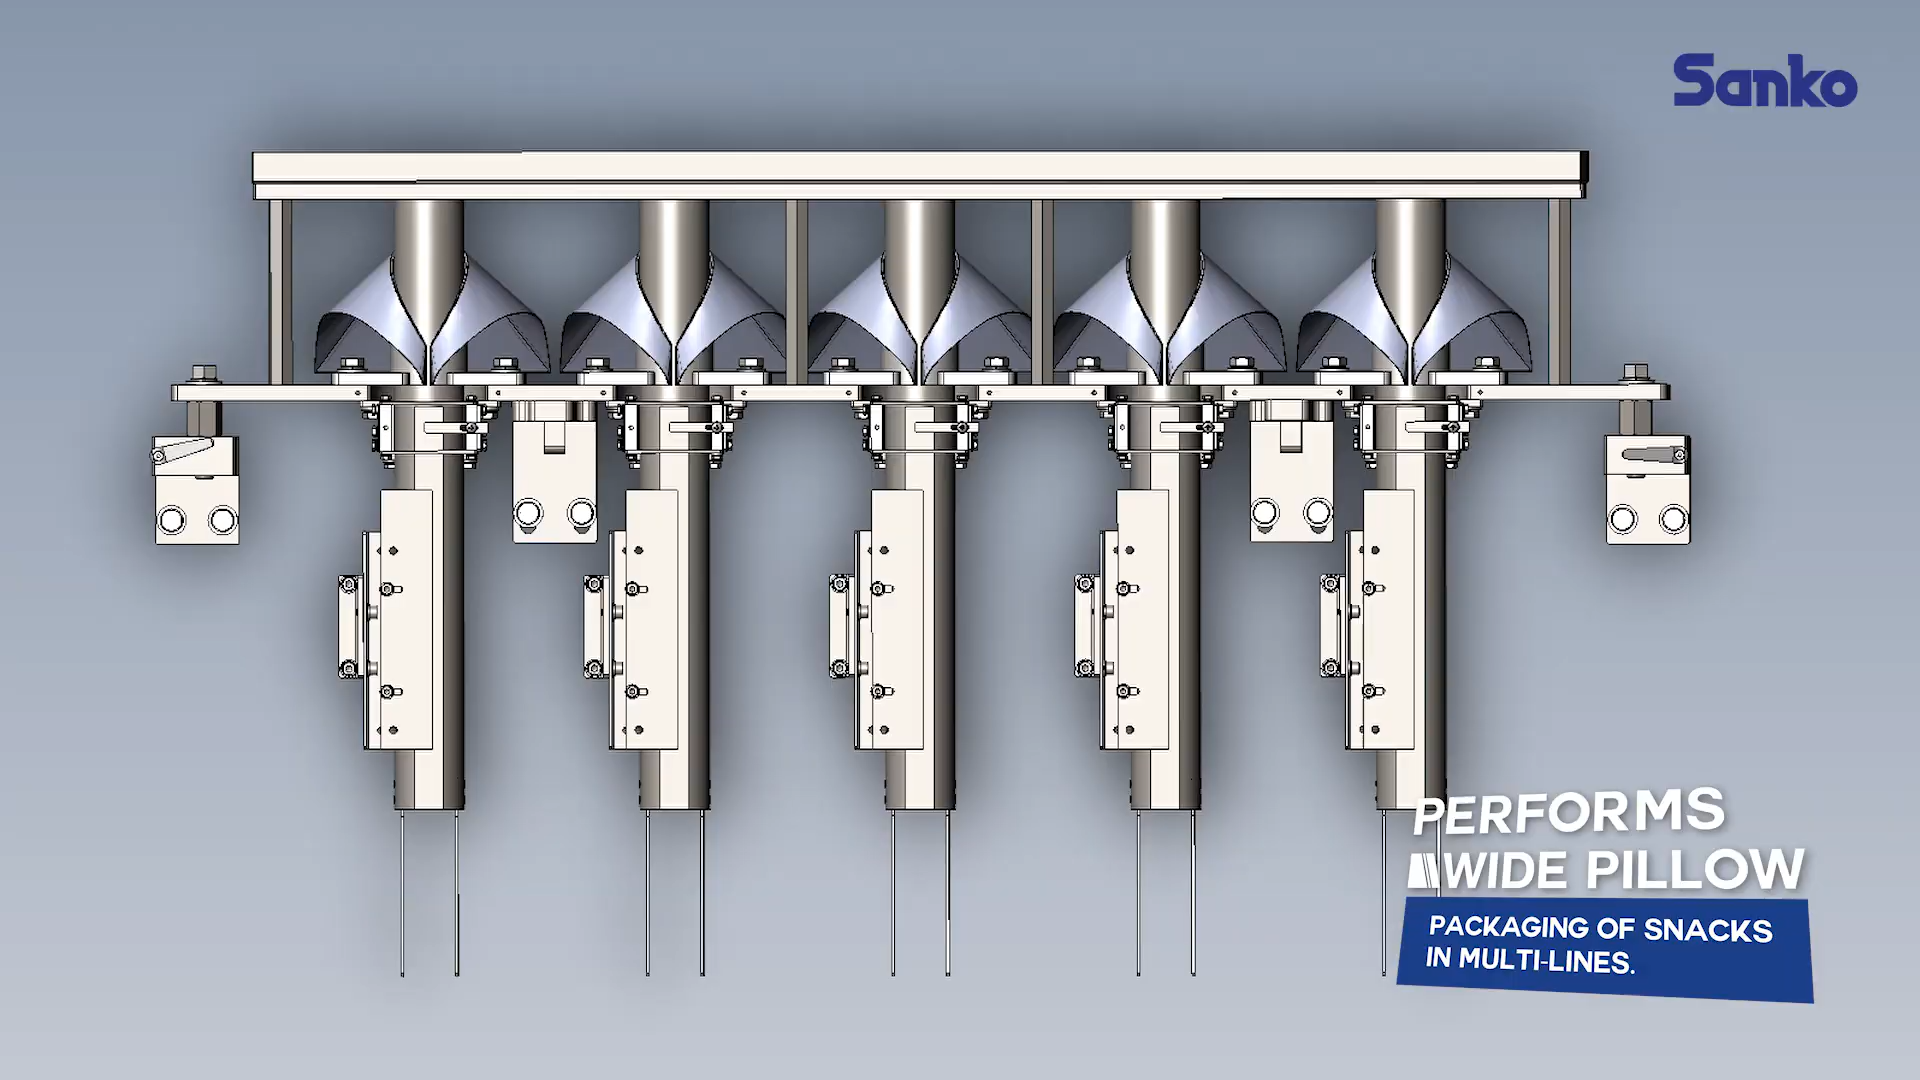 Sanko
PERFORMS
WIDE PILLOW
PACKAGING OF SNACKS
IN MULTI-LINES.